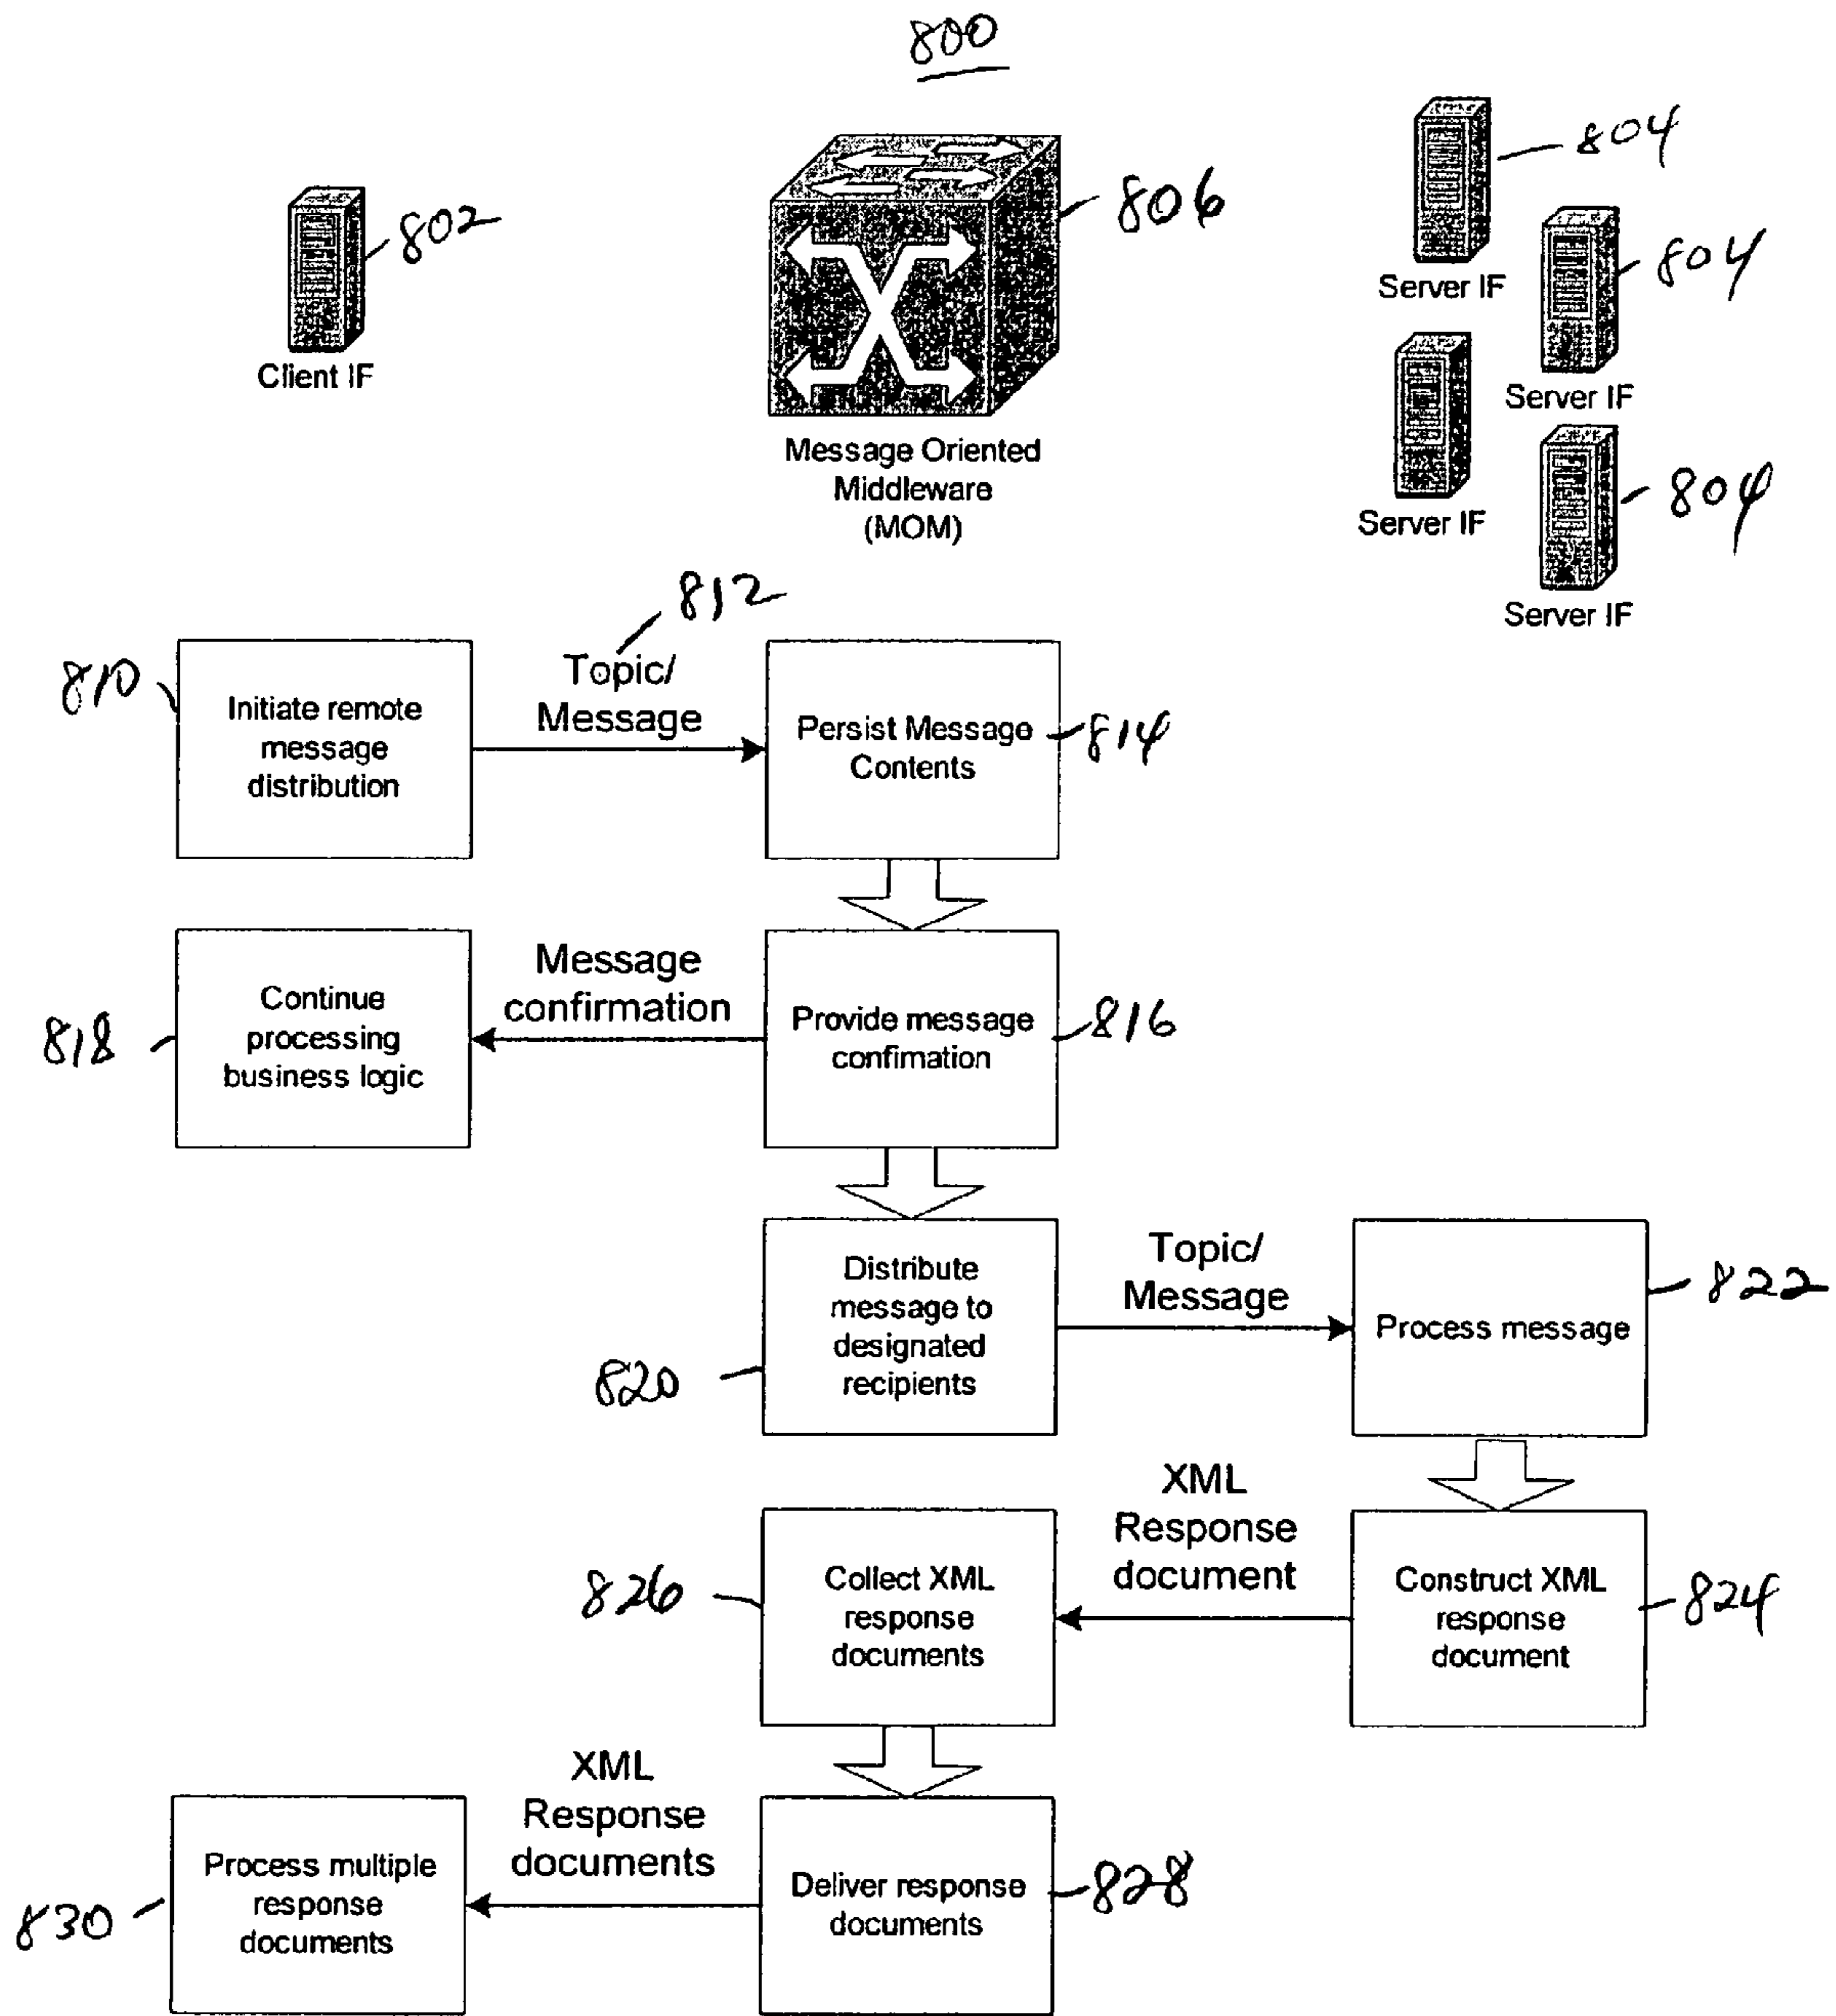 800
802
Client IF
806
Message Oriented
Middleware
(MOM)
804
Server IF
804
Server IF
Server IF
804
Server IF
810
Initiate remote
message
distribution
812
Topic/
Message
Persist Message
Contents
814
818
Continue
processing
business logic
Message
confirmation
Provide message
confimation
816
820
Distribute
message to
designated
recipients
Topic/
Message
Process message
822
826
Collect XML
response
documents
XML
Response
document
Construct XML
response
document
824
830
Process multiple
response
documents
XML
Response
documents
Deliver response
documents
828